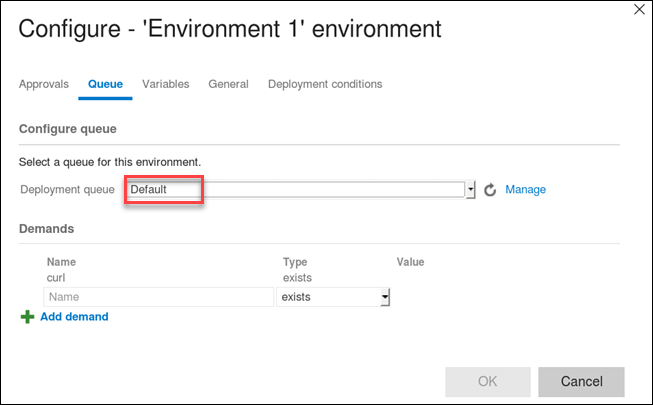 Configure - 'Environment 1' environment
Approvals Queue Variables General Deployment conditions
Configure queue
Select a queue for this environment.
Deployment queue Default Manage
Demands
Name Type Value
curl exists
Name exists
Add demand
OK Cancel